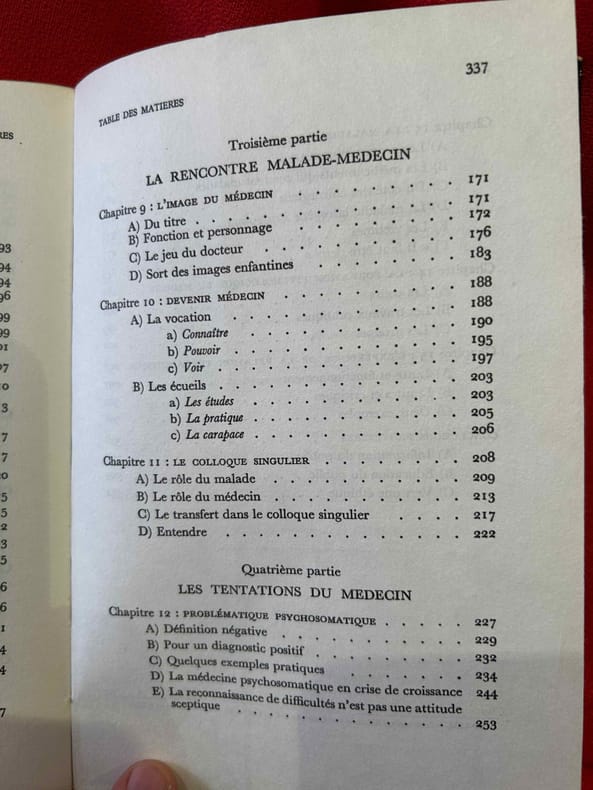 337
TABLE DES MATIERES
Troisième partie
LA RENCONTRE MALADE-MEDECIN
Chapitre 9 : L'IMAGE DU MÉDECIN . . . . . . . . 171
A) Du titre . . . . . . . . . . . . 171
B) Fonction et personnage . . . . . . . . 172
C) Le jeu du docteur . . . . . . . . . . 176
D) Sort des images enfantines . . . . . . . . 183
Chapitre 10 : DEVENIR MÉDECIN . . . . . . . . 188
A) La vocation . . . . . . . . . . . 188
a) Connaître . . . . . . . . . . 190
b) Pouvoir . . . . . . . . . . . 195
c) Voir . . . . . . . . . . . . 197
B) Les écueils . . . . . . . . . . . 203
a) Les études . . . . . . . . . . 203
b) La pratique . . . . . . . . . . 205
c) La carapace . . . . . . . . . . 206
Chapitre 11 : LE COLLOQUE SINGULIER . . . . . . 208
A) Le rôle du malade . . . . . . . . . 209
B) Le rôle du médecin . . . . . . . . . 213
C) Le transfert dans le colloque singulier . . . . 217
D) Entendre . . . . . . . . . . . 222
Quatrième partie
LES TENTATIONS DU MEDECIN
Chapitre 12 : PROBLÉMATIQUE PSYCHOSOMATIQUE . . . . . 227
A) Définition négative . . . . . . . . . 229
B) Pour un diagnostic positif . . . . . . . 232
C) Quelques exemples pratiques . . . . . . 234
D) La médecine psychosomatique en crise de croissance 244
E) La reconnaissance de difficultés n'est pas une attitude
sceptique . . . . . . . . . . . . 253